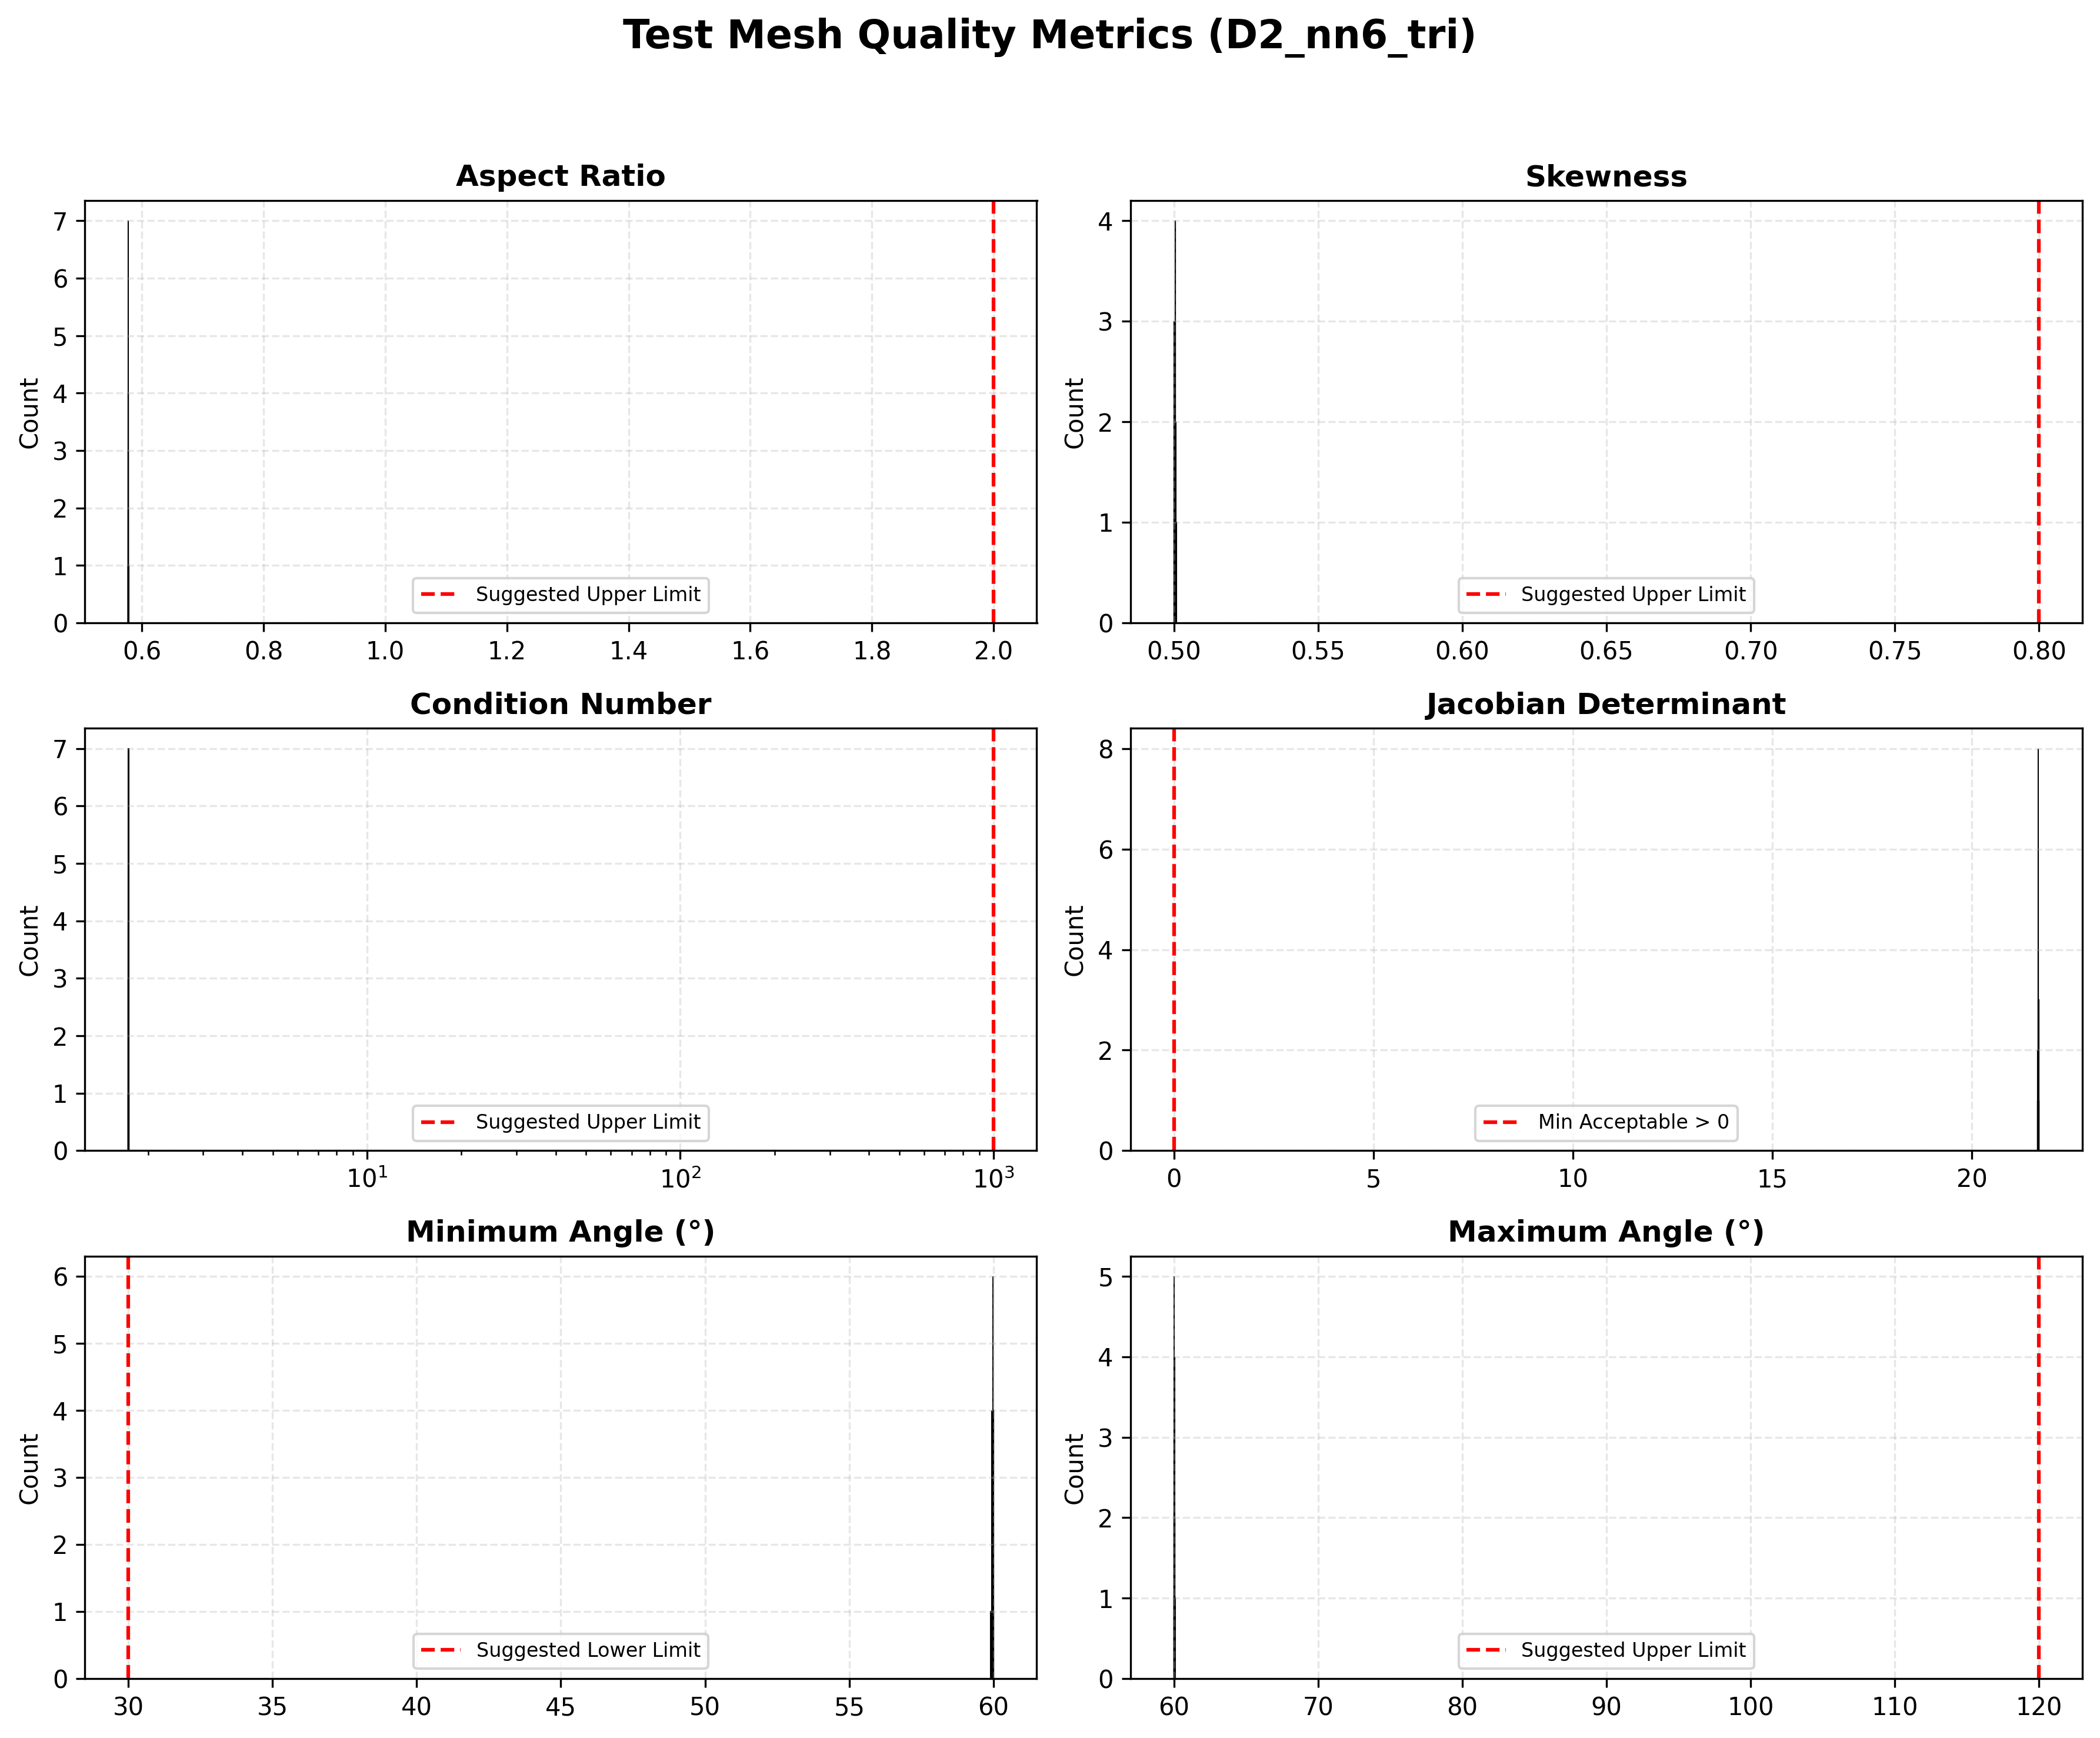 Test Mesh Quality Metrics (D2_nn6_tri)
Aspect Ratio
Count
7
6
5
4
3
2
1
0
0.6 0.8 1.0 1.2 1.4 1.6 1.8 2.0
Suggested Upper Limit
Skewness
Count
4
3
2
1
0
0.50 0.55 0.60 0.65 0.70 0.75 0.80
Suggested Upper Limit
Condition Number
Count
7
6
5
4
3
2
1
0
10¹ 10² 10³
Suggested Upper Limit
Jacobian Determinant
Count
8
6
4
2
0
0 5 10 15 20
Min Acceptable > 0
Minimum Angle (°)
Count
6
5
4
3
2
1
0
30 35 40 45 50 55 60
Suggested Lower Limit
Maximum Angle (°)
Count
5
4
3
2
1
0
60 70 80 90 100 110 120
Suggested Upper Limit